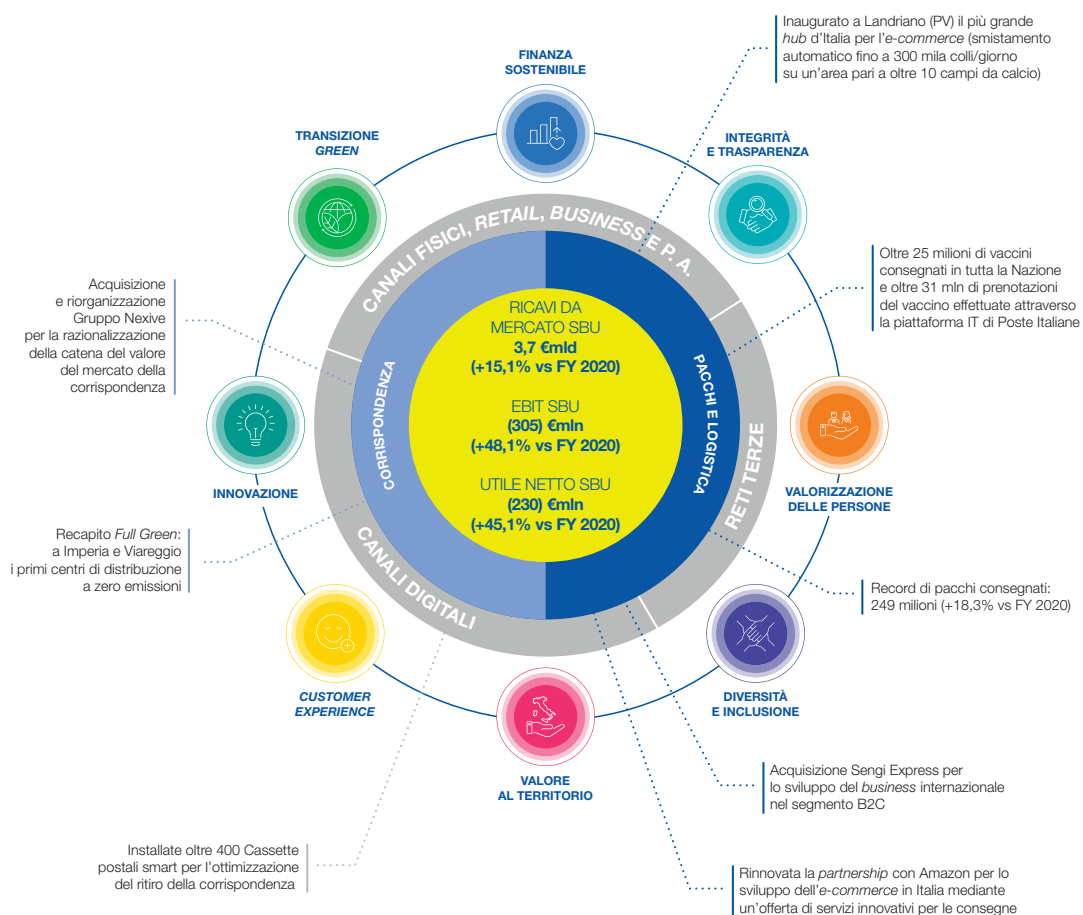 Inaugurato a Landriano (PV) il più grande
hub d'Italia per l'e-commerce (smistamento
automatico fino a 300 mila colli/giorno
su un'area pari a oltre 10 campi da calcio)
FINANZA
SOSTENIBILE
TRANSIZIONE
GREEN
INTEGRITÀ
E TRASPARENZA
CANALI FISICI, RETAIL, BUSINESS E P. A.
Acquisizione
e riorganizzazione
Gruppo Nexive
per la razionalizzazione
della catena del valore
del mercato della
corrispondenza
Oltre 25 milioni di vaccini
consegnati in tutta la Nazione
e oltre 31 mln di prenotazioni
del vaccino effettuate attraverso
la piattaforma IT di Poste Italiane
RICAVI DA
MERCATO SBU
3,7 €mld
(+15,1% vs FY 2020)
EBIT SBU
(305) €mln
(+48,1% vs FY 2020)
UTILE NETTO SBU
(230) €mln
(+45,1% vs FY 2020)
CORRISPONDENZA
PACCHI E LOGISTICA
RETI TERZE
CANALI DIGITALI
INNOVAZIONE
VALORIZZAZIONE
DELLE PERSONE
Recapito Full Green:
a Imperia e Viareggio
i primi centri di distribuzione
a zero emissioni
Record di pacchi consegnati:
249 milioni (+18,3% vs FY 2020)
CUSTOMER
EXPERIENCE
DIVERSITÀ
E INCLUSIONE
VALORE
AL TERRITORIO
Acquisizione Sengi Express per
lo sviluppo del business internazionale
nel segmento B2C
Installate oltre 400 Cassette
postali smart per l'ottimizzazione
del ritiro della corrispondenza
Rinnovata la partnership con Amazon per lo
sviluppo dell'e-commerce in Italia mediante
un'offerta di servizi innovativi per le consegne